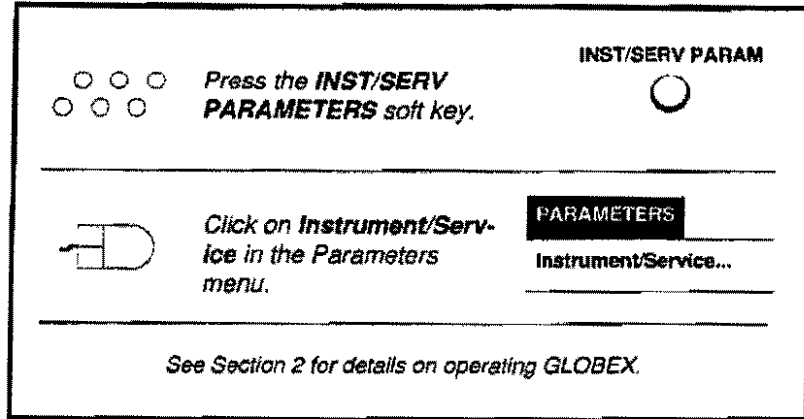 INST/SERV PARAM
Press the INST/SERV
PARAMETERS soft key.
Click on Instrument/Serv-
ice in the Parameters
menu.
PARAMETERS
Instrument/Service...
See Section 2 for details on operating GLOBEX.